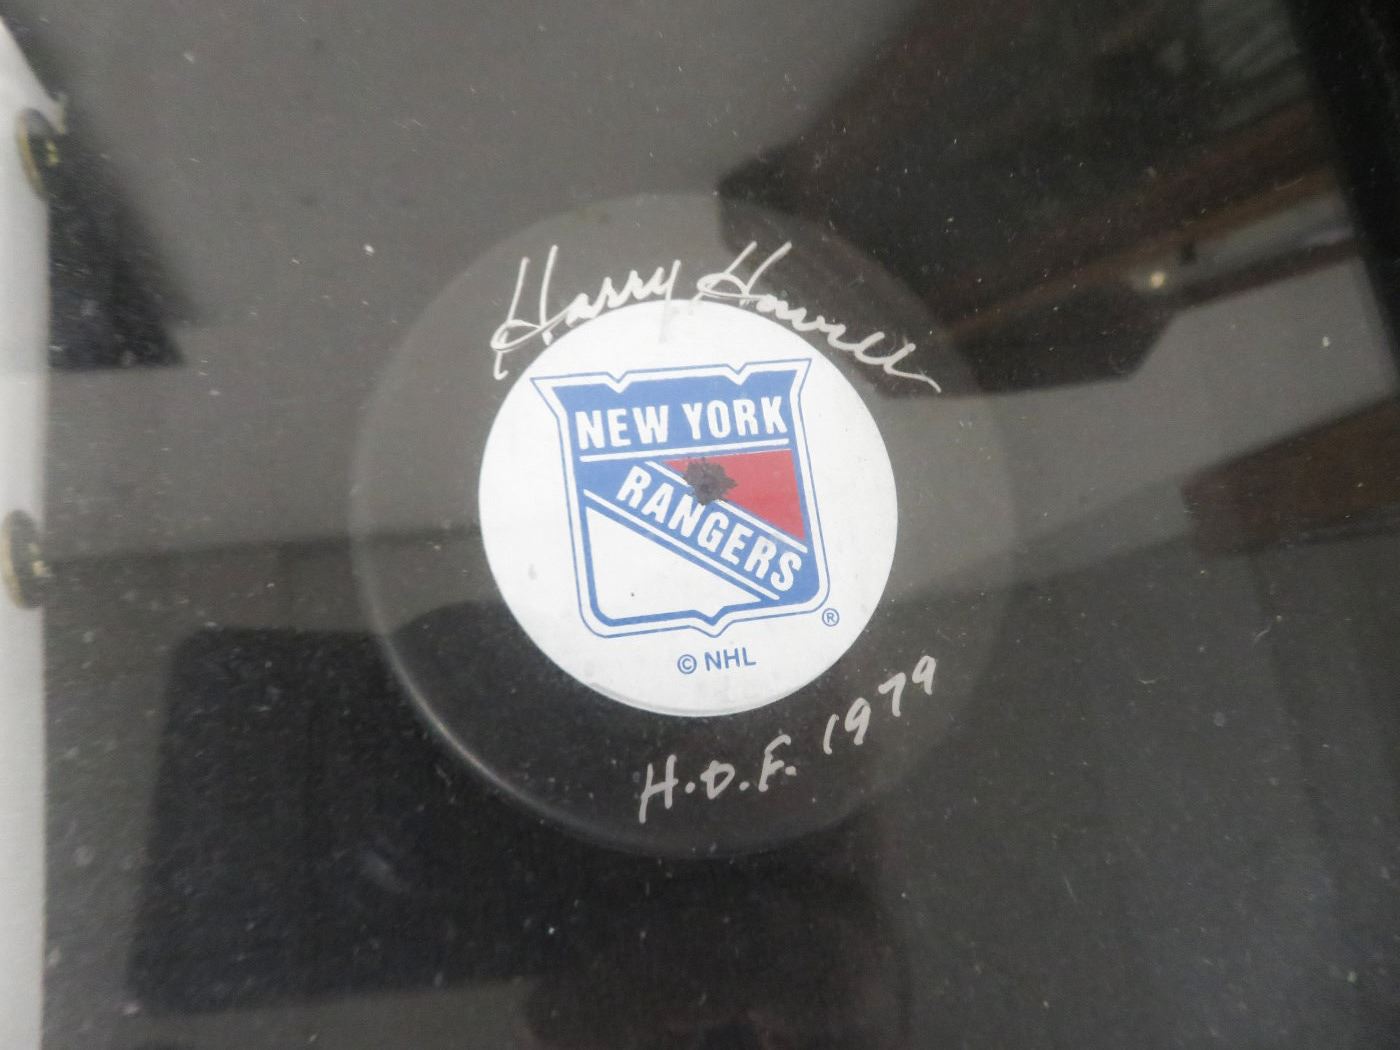 Harry Howell
NEW YORK
RANGERS
®
© NHL
H.O.F. 1979